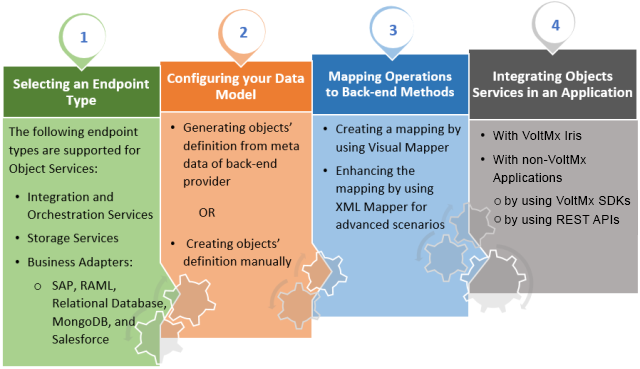 1
Selecting an Endpoint
Type
The following endpoint
types are supported for
Object Services:
• Integration and
Orchestration Services
• Storage Services
• Business Adapters:
o SAP, RAML,
Relational Database,
MongoDB, and
Salesforce
2
Configuring your Data
Model
• Generating objects’
definition from meta
data of back-end
provider
OR
• Creating objects’
definition manually
3
Mapping Operations
to Back-end Methods
• Creating a mapping by
using Visual Mapper
• Enhancing the
mapping by using
XML Mapper for
advanced scenarios
4
Integrating Objects
Services in an Application
• With VoltMx Iris
• With non-VoltMx
Applications
o by using VoltMX SDKs
o by using REST APIs